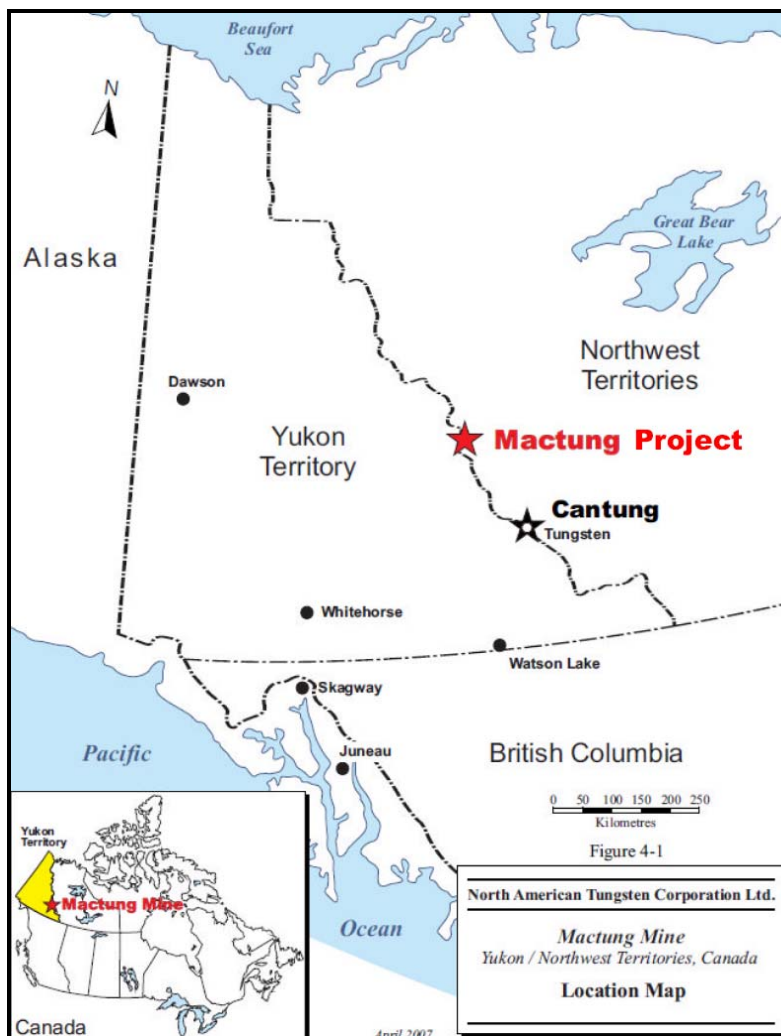 Beaufort
Sea
N
Alaska
Great Bear
Lake
Northwest
Territories
Dawson
Yukon
Territory
Mactung Project
Cantung
Tungsten
Whitehorse
Watson Lake
Skagway
Pacific
Juneau
British Columbia
0 50 100 150 200 250
Kilometres
Figure 4-1
Yukon
Territory
Mactung Mine
Canada
Ocean
North American Tungsten Corporation Ltd.
Mactung Mine
Yukon / Northwest Territories, Canada
Location Map
April 2007